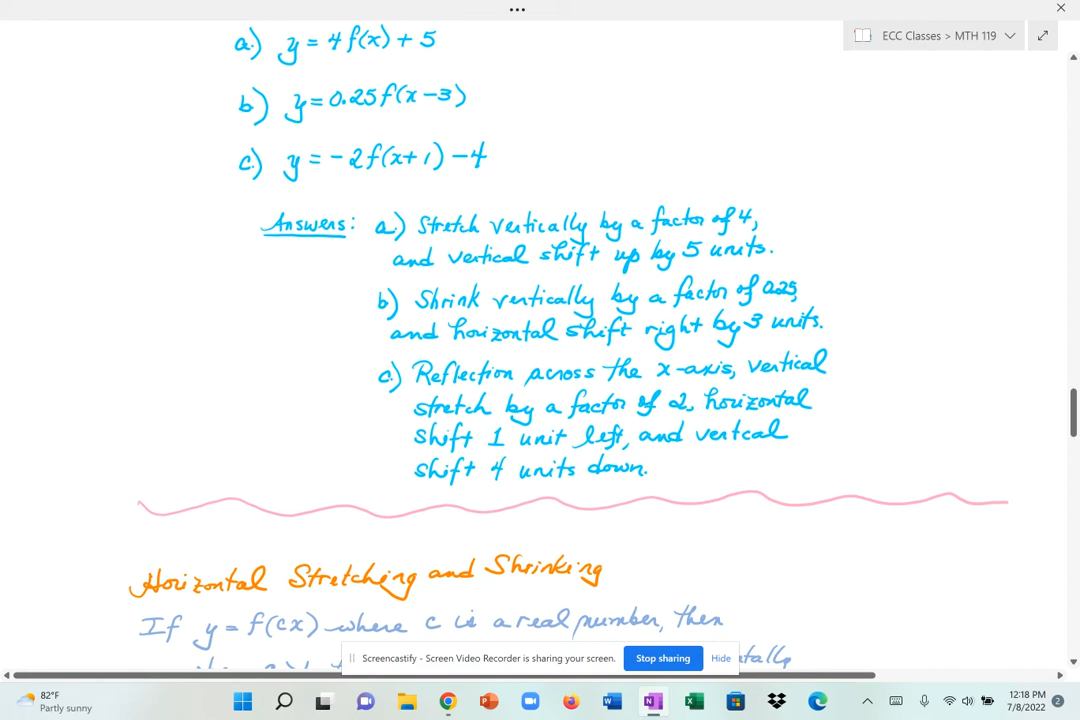 •••
ECC Classes > MTH 119
a.) y = 4f(x) + 5
b) y = 0.25f(x-3)
c.) y = -2f(x+1) -4
Answers: a.) Stretch vertically by a factor of 4,
and vertical shift up by 5 units.
b) Shrink vertically by a factor of 0.25,
and horizontal shift right by 3 units.
c.) Reflection across the x-axis, vertical
stretch by a factor of 2, horizontal
shift 1 unit left, and vertcal
shift 4 units down.
Horizontal Stretching and Shrinking
If y = f(cx) where c is a real number, then
Screencastify - Screen Video Recorder is sharing your screen.
Stop sharing
Hide
82°F
Partly sunny
12:18 PM
7/8/2022
2